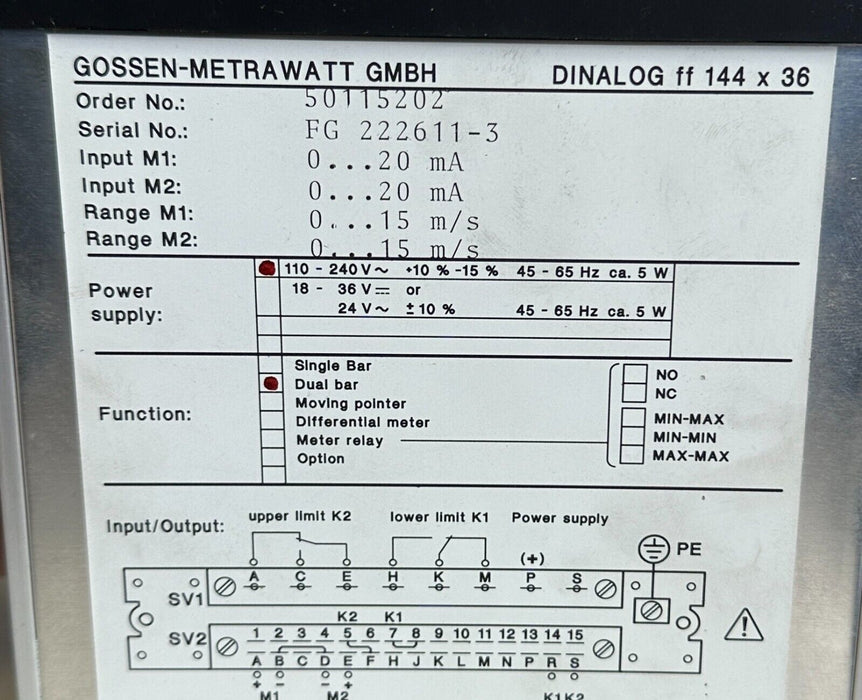 GOSSEN-METRAWATT GMBH DINALOG ff 144 x 36
Order No.: 50115202
Serial No.: FG 222611-3
Input M1: 0...20 mA
Input M2: 0...20 mA
Range M1: 0...15 m/s
Range M2: 0...15 m/s
Power supply:
110 - 240 V ~ +10 % -15 % 45 - 65 Hz ca. 5 W
18 - 36 V ⎓ or
24 V ~ ± 10 % 45 - 65 Hz ca. 5 W
Function:
Single Bar
Dual bar
Moving pointer
Differential meter
Meter relay
Option
NO
NC
MIN-MAX
MIN-MIN
MAX-MAX
Input/Output: upper limit K2 lower limit K1 Power supply
(+) PE
A C E H K M P S
SV1
K2 K1
SV2 1 2 3 4 5 6 7 8 9 10 11 12 13 14 15
A B C D E F H J K L M N P R S
+ - - +
M1 M2 K1 K2